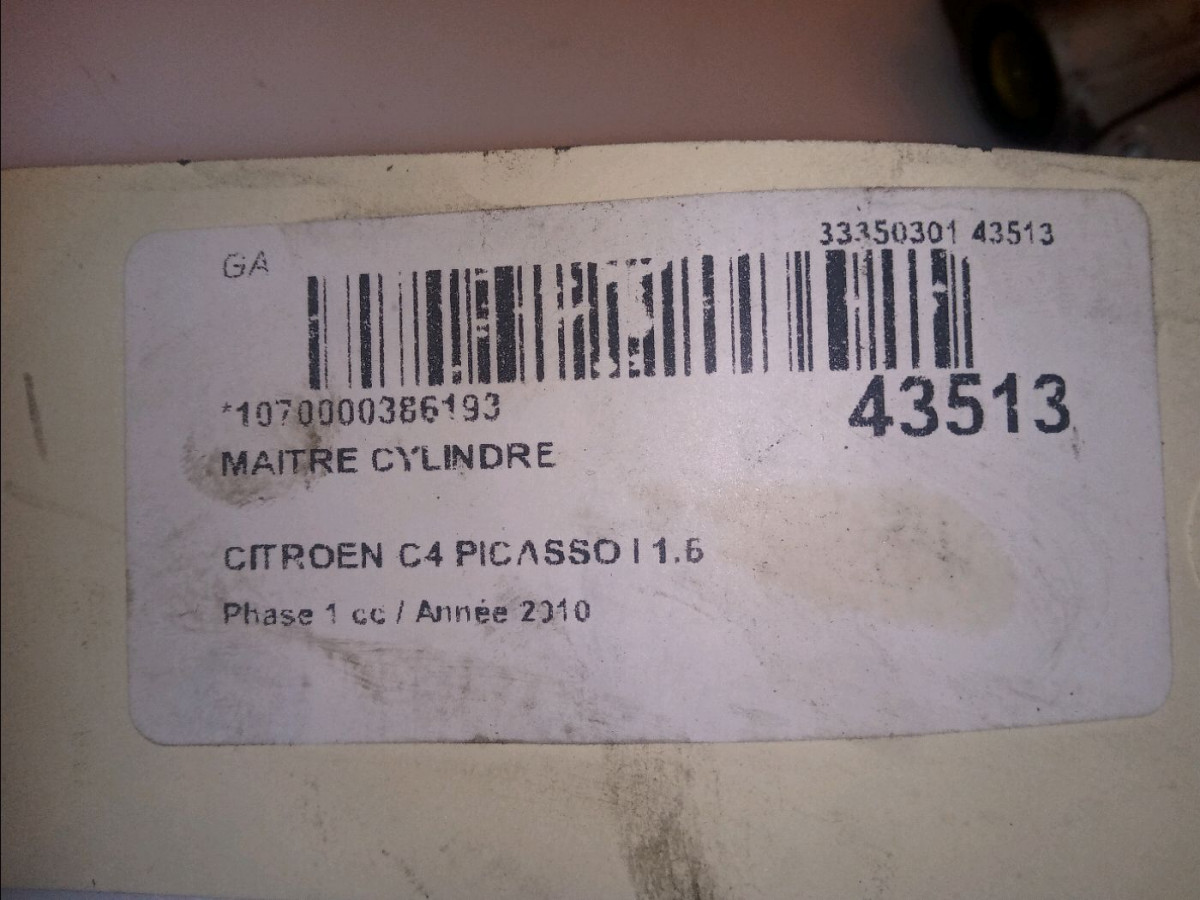 GA
33350301 43513
*1070000386193
43513
MAITRE CYLINDRE
CITROEN C4 PICASSO I 1.6
Phase 1 cc / Année 2010